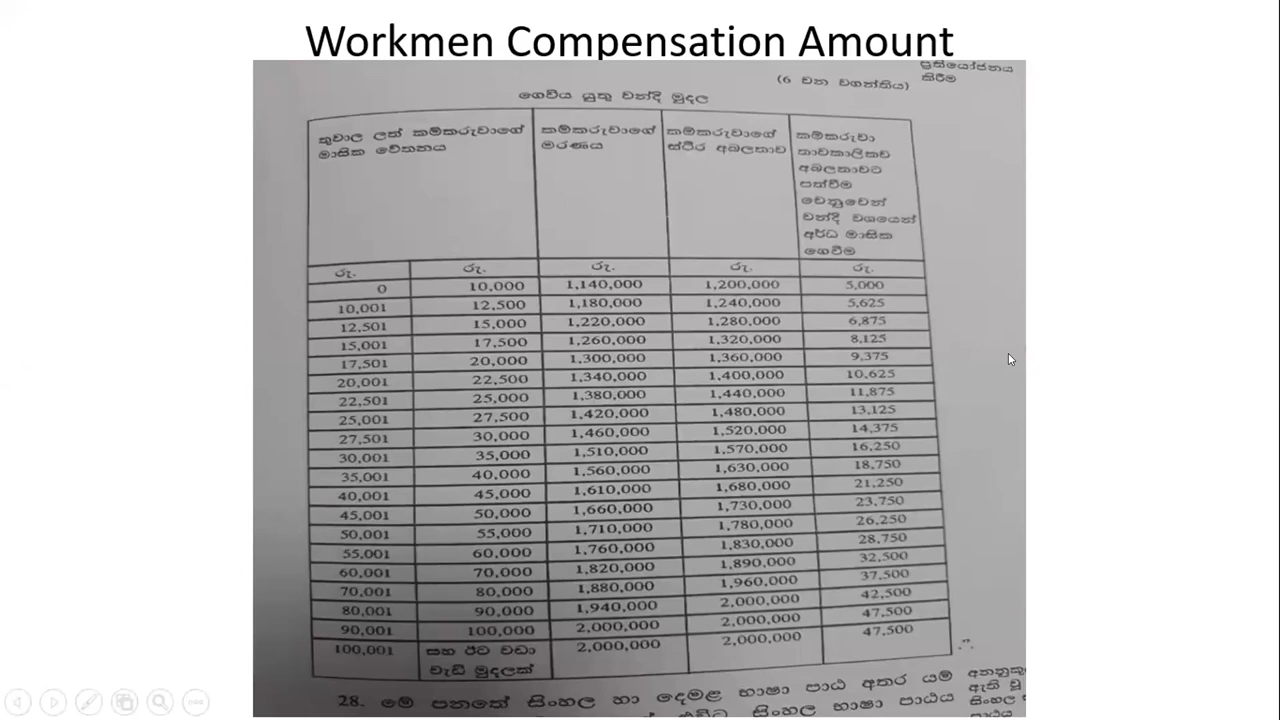 Workmen Compensation Amount
ප්‍රතියෝජනය
කිරීම
(6 වන වගන්තිය)
ගෙවිය යුතු වන්දි මුදල
තුවාල ලත් කම්කරුවාගේ මාසික වේතනය
කම්කරුවාගේ මරණය
කම්කරුවාගේ ස්ථිර අබලතාව
කම්කරුවා තාවකාලිකව අබලතාවට පත්වීම වෙනුවෙන් වන්දි වශයෙන් අර්ධ මාසික ගෙවීම
රු. රු. රු. රු. රු.
0 10,000 1,140,000 1,200,000 5,000
10,001 12,500 1,180,000 1,240,000 5,625
12,501 15,000 1,220,000 1,280,000 6,875
15,001 17,500 1,260,000 1,320,000 8,125
17,501 20,000 1,300,000 1,360,000 9,375
20,001 22,500 1,340,000 1,400,000 10,625
22,501 25,000 1,380,000 1,440,000 11,875
25,001 27,500 1,420,000 1,480,000 13,125
27,501 30,000 1,460,000 1,520,000 14,375
30,001 35,000 1,510,000 1,570,000 16,250
35,001 40,000 1,560,000 1,630,000 18,750
40,001 45,000 1,610,000 1,680,000 21,250
45,001 50,000 1,660,000 1,730,000 23,750
50,001 55,000 1,710,000 1,780,000 26,250
55,001 60,000 1,760,000 1,830,000 28,750
60,001 70,000 1,820,000 1,890,000 32,500
70,001 80,000 1,880,000 1,960,000 37,500
80,001 90,000 1,940,000 2,000,000 42,500
90,001 100,000 2,000,000 2,000,000 47,500
100,001 සහ ඊට වඩා වැඩි මුදලක් 2,000,000 2,000,000 47,500
28. මේ පනතේ සිංහල හා දෙමළ භාෂා පාඨ අතර යම්
සිංහල භාෂා පාඨය
ඇති වූ